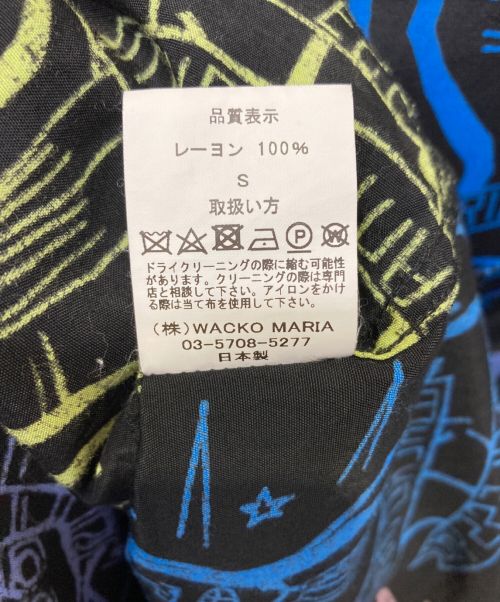 品質表示
レーヨン 100%
S
取扱い方
P
W
ドライクリーニングの際に縮む可能性
があります。クリーニングの際は専門
店と相談して下さい。アイロンをかけ
る際は当て布を使用して下さい。
(株)WACKO MARIA
03-5708-5277
日本製